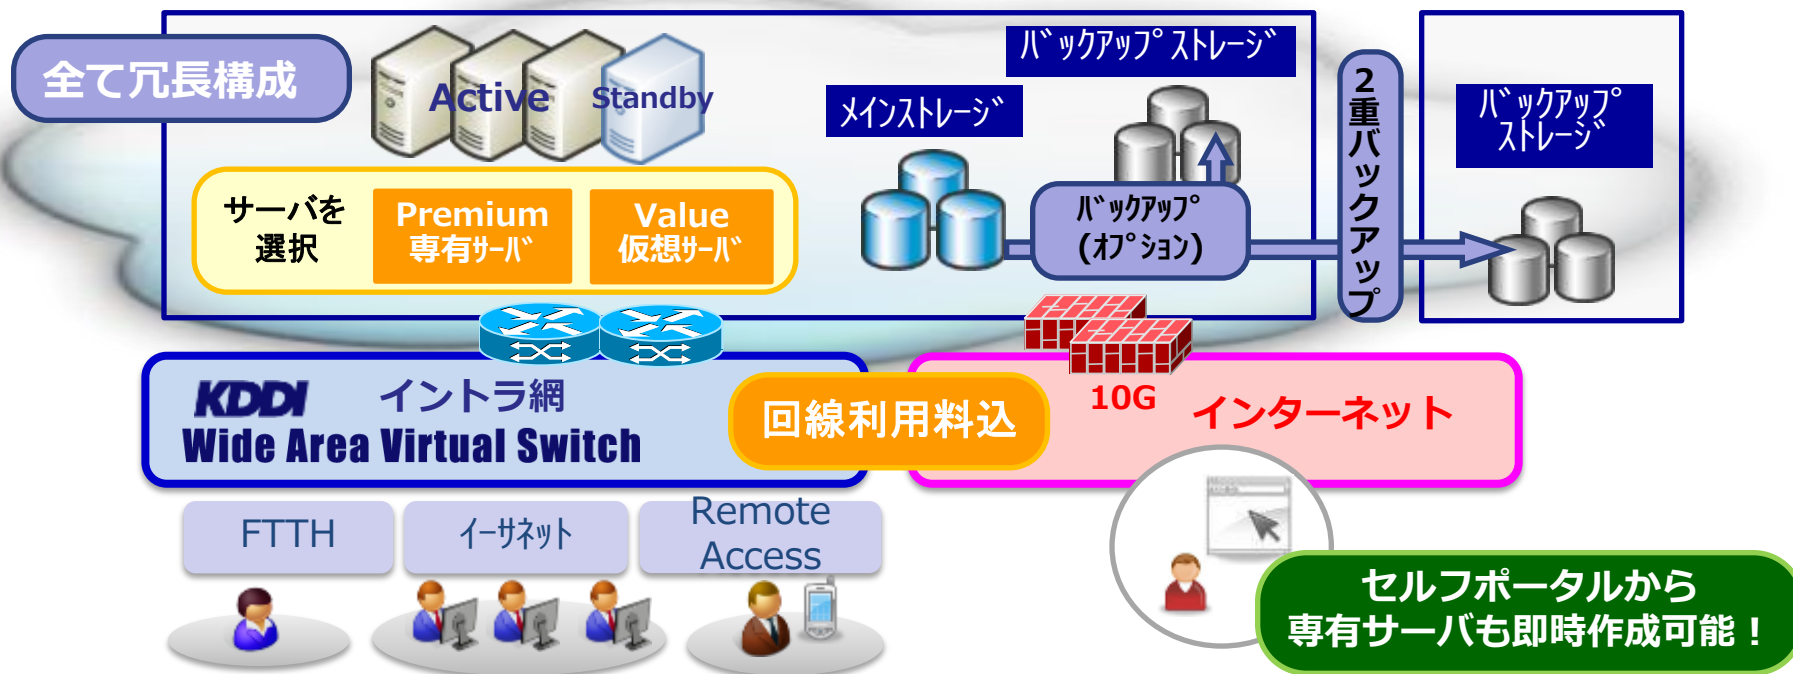 全て冗長構成
Active
Standby
メインストレージ
バックアップストレージ
2重バックアップ
バックアップ
ストレージ
サーバを
選択
Premium
専有サーバ
Value
仮想サーバ
バックアップ
(オプション)
KDDI イントラ網
Wide Area Virtual Switch
回線利用料込
10G
インターネット
FTTH
イーサネット
Remote
Access
セルフポータルから
専有サーバも即時作成可能！